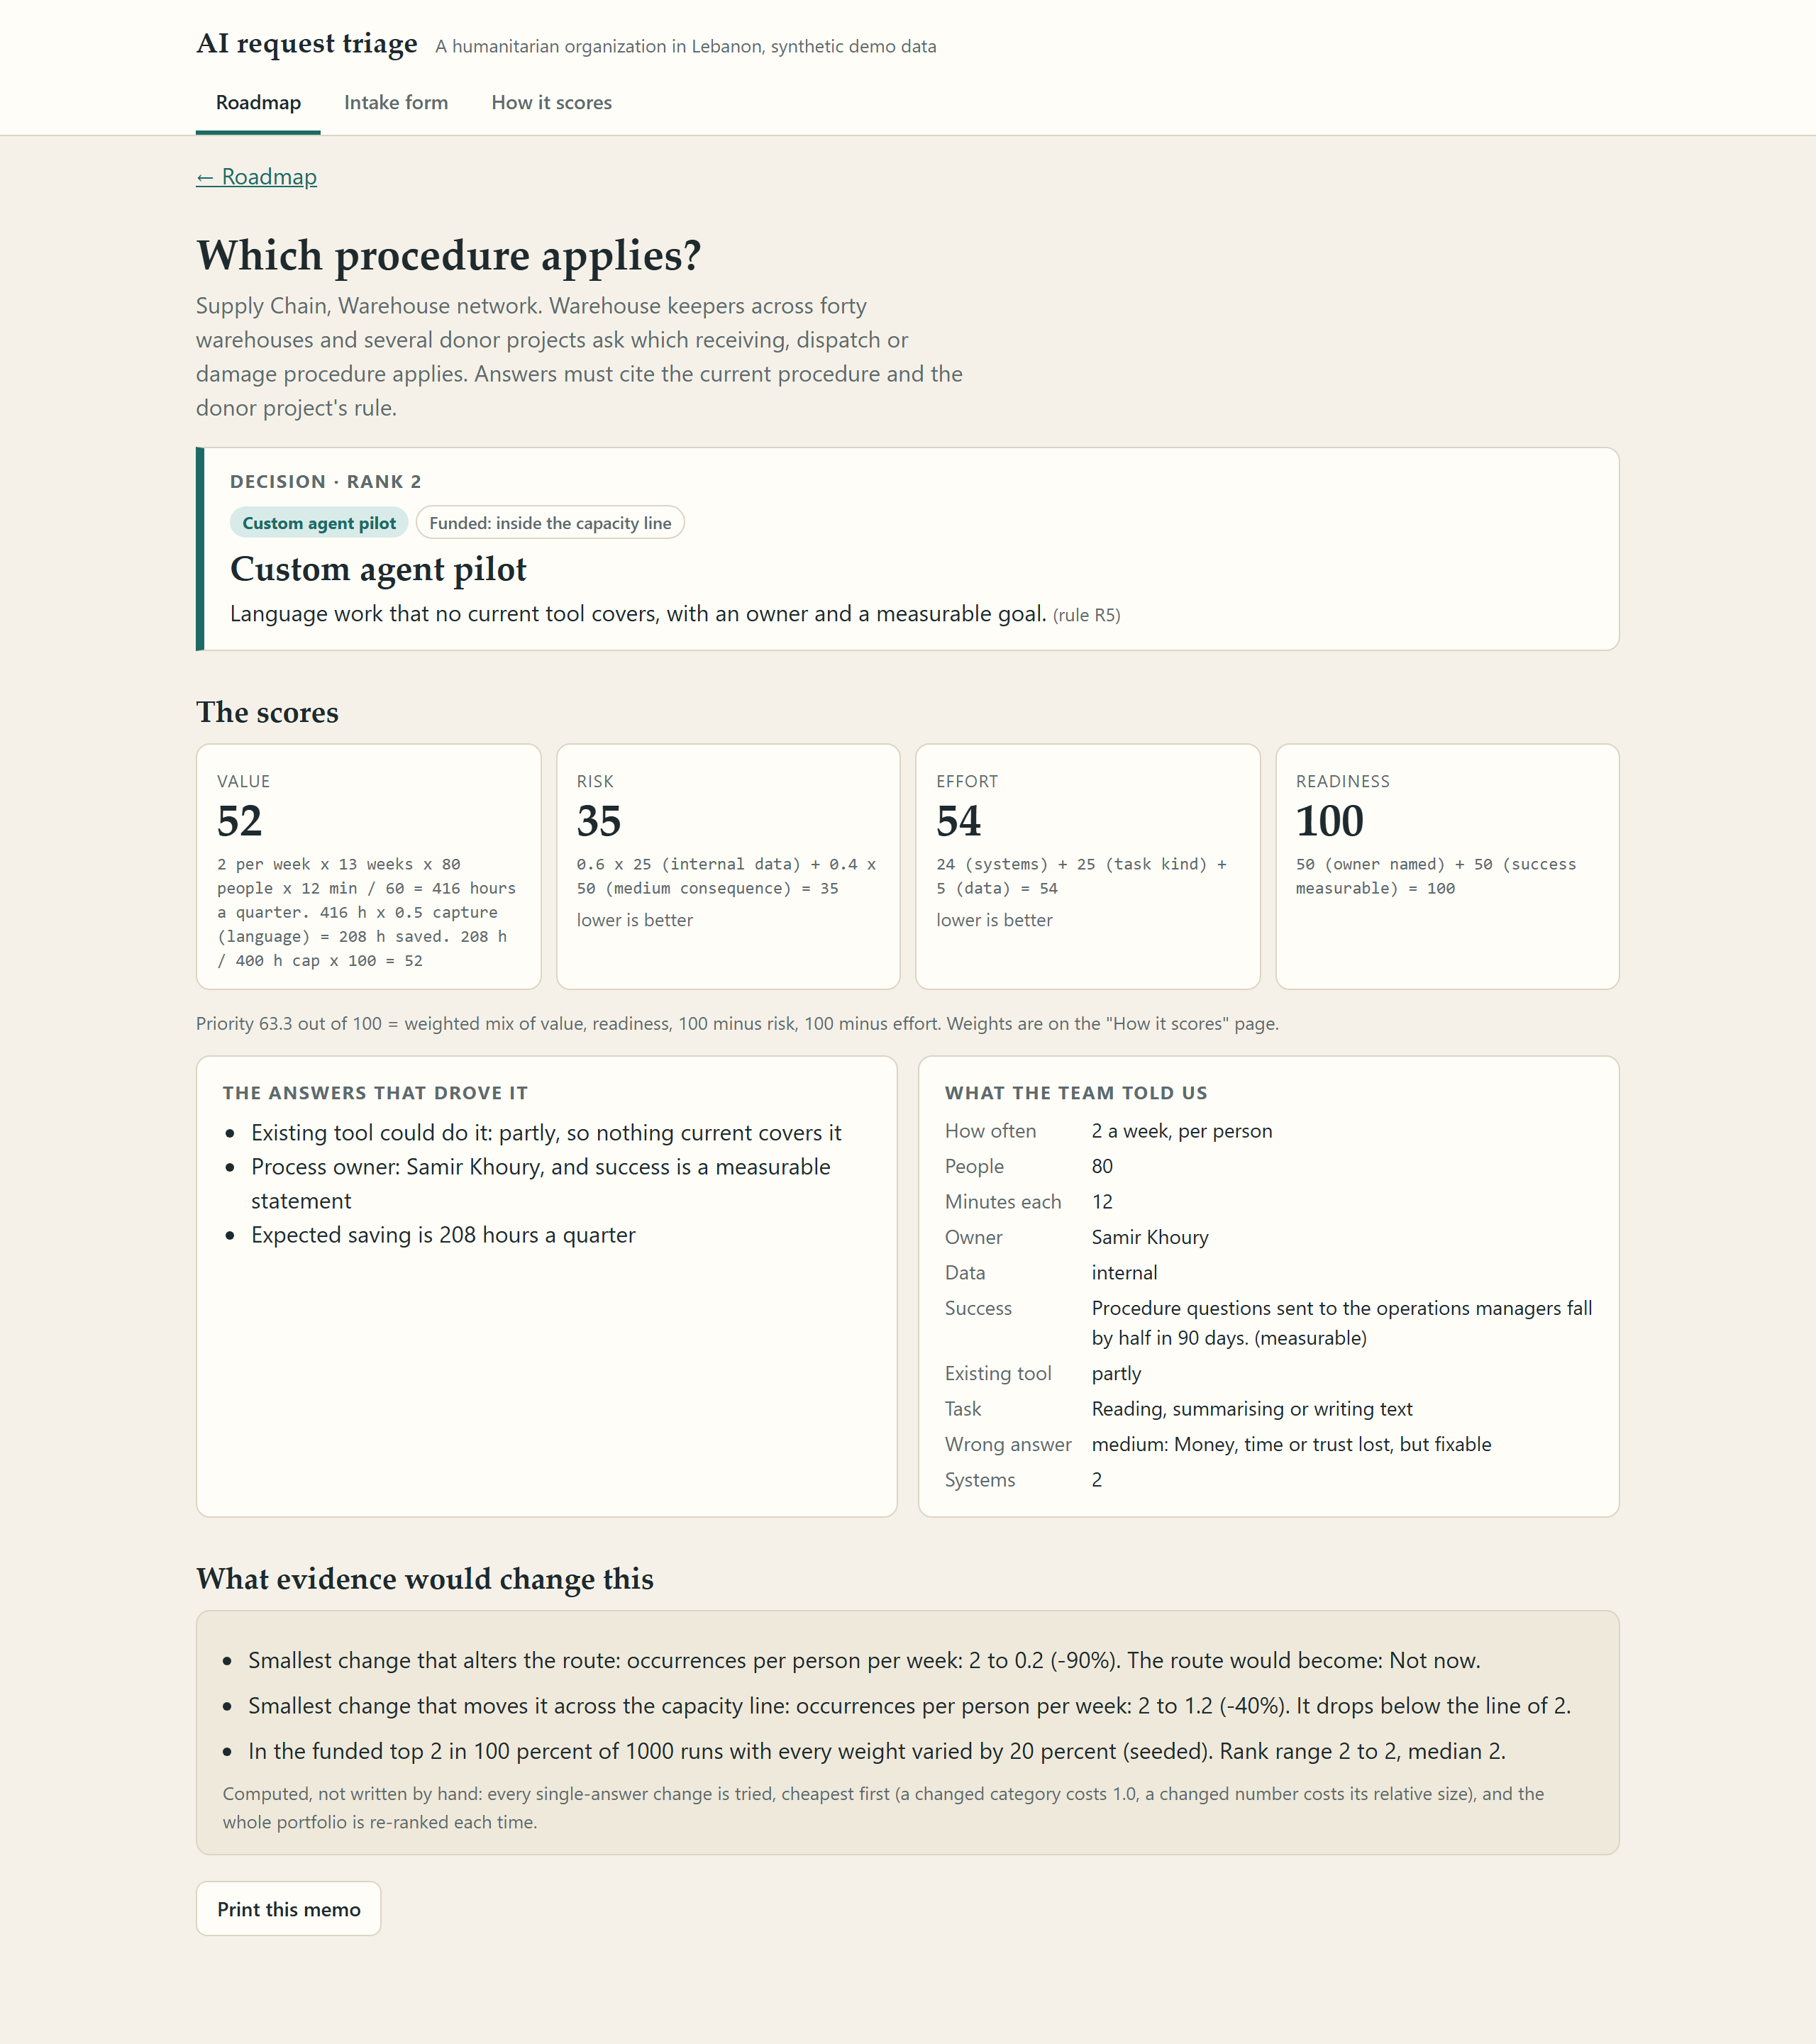 AI request triage A humanitarian organization in Lebanon, synthetic demo data
Roadmap Intake form How it scores
← Roadmap
Which procedure applies?
Supply Chain, Warehouse network. Warehouse keepers across forty
warehouses and several donor projects ask which receiving, dispatch or
damage procedure applies. Answers must cite the current procedure and the
donor project's rule.
DECISION · RANK 2
Custom agent pilot Funded: inside the capacity line
Custom agent pilot
Language work that no current tool covers, with an owner and a measurable goal. (rule R5)
The scores
VALUE
52
2 per week x 13 weeks x 80
people x 12 min / 60 = 416 hours
a quarter. 416 h x 0.5 capture
(language) = 208 h saved. 208 h
/ 400 h cap x 100 = 52
RISK
35
0.6 x 25 (internal data) + 0.4 x
50 (medium consequence) = 35
lower is better
EFFORT
54
24 (systems) + 25 (task kind) +
5 (data) = 54
lower is better
READINESS
100
50 (owner named) + 50 (success
measurable) = 100
Priority 63.3 out of 100 = weighted mix of value, readiness, 100 minus risk, 100 minus effort. Weights are on the "How it scores" page.
THE ANSWERS THAT DROVE IT
• Existing tool could do it: partly, so nothing current covers it
• Process owner: Samir Khoury, and success is a measurable
statement
• Expected saving is 208 hours a quarter
WHAT THE TEAM TOLD US
How often 2 a week, per person
People 80
Minutes each 12
Owner Samir Khoury
Data internal
Success Procedure questions sent to the operations managers fall
by half in 90 days. (measurable)
Existing tool partly
Task Reading, summarising or writing text
Wrong answer medium: Money, time or trust lost, but fixable
Systems 2
What evidence would change this
• Smallest change that alters the route: occurrences per person per week: 2 to 0.2 (-90%). The route would become: Not now.
• Smallest change that moves it across the capacity line: occurrences per person per week: 2 to 1.2 (-40%). It drops below the line of 2.
• In the funded top 2 in 100 percent of 1000 runs with every weight varied by 20 percent (seeded). Rank range 2 to 2, median 2.
Computed, not written by hand: every single-answer change is tried, cheapest first (a changed category costs 1.0, a changed number costs its relative size), and the
whole portfolio is re-ranked each time.
Print this memo